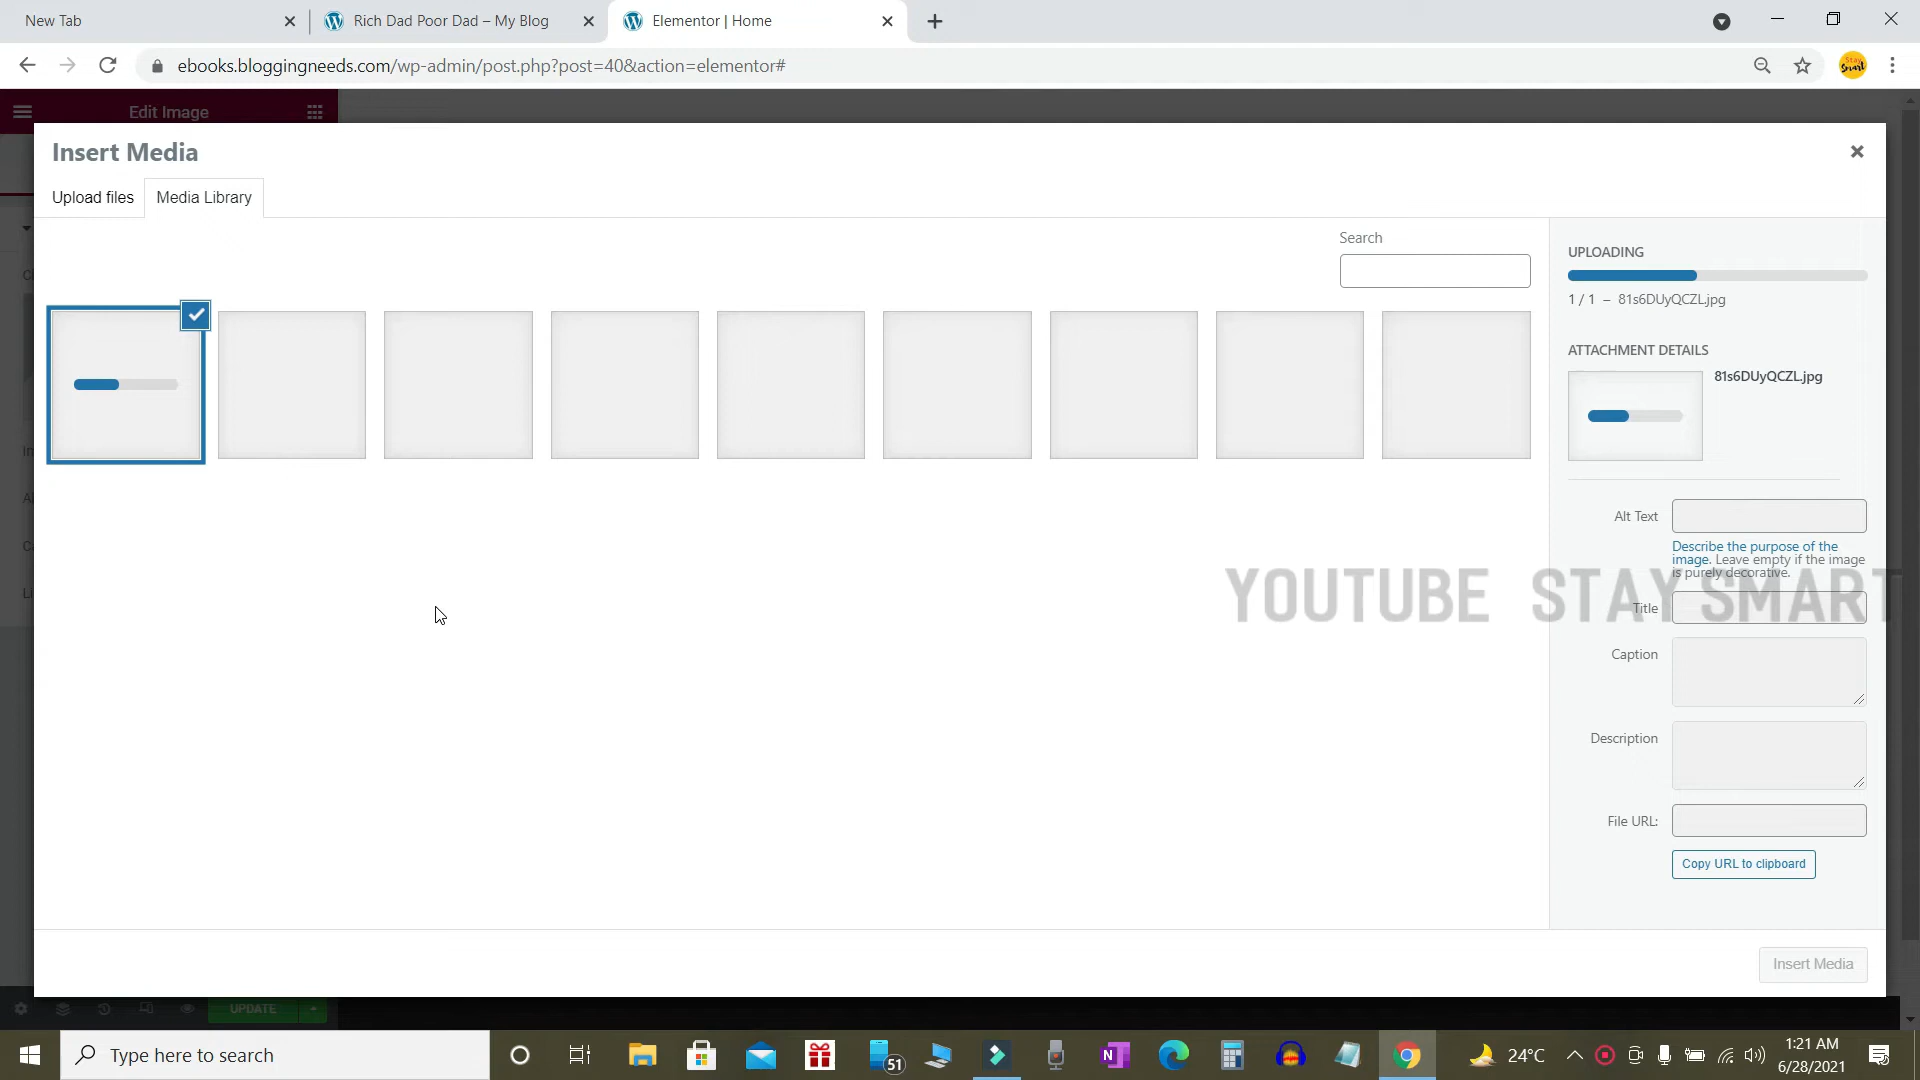 New Tab
Rich Dad Poor Dad – My Blog
Elementor | Home
ebooks.bloggingneeds.com/wp-admin/post.php?post=40&action=elementor#
Stay
Smart
Edit Image
Insert Media
Upload files
Media Library
Search
UPLOADING
1 / 1 – 81s6DUyQCZL.jpg
ATTACHMENT DETAILS
81s6DUyQCZL.jpg
Alt Text
Describe the purpose of the
image. Leave empty if the image
is purely decorative.
YOUTUBE STAY SMART
Title
Caption
Description
File URL:
Copy URL to clipboard
Insert Media
UPDATE
Type here to search
51
N
24°C
1:21 AM
6/28/2021